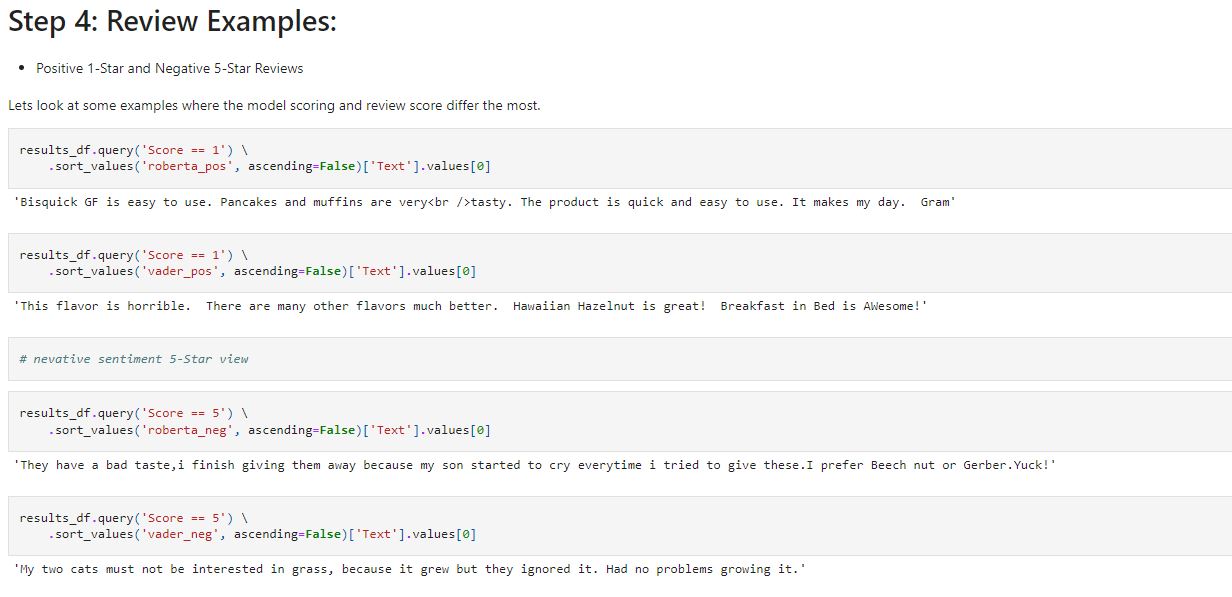 Step 4: Review Examples:
• Positive 1-Star and Negative 5-Star Reviews
Lets look at some examples where the model scoring and review score differ the most.
results_df.query('Score == 1') \
    .sort_values('roberta_pos', ascending=False)['Text'].values[0]
'Bisquick GF is easy to use. Pancakes and muffins are very<br />tasty. The product is quick and easy to use. It makes my day.  Gram'
results_df.query('Score == 1') \
    .sort_values('vader_pos', ascending=False)['Text'].values[0]
'This flavor is horrible.  There are many other flavors much better.  Hawaiian Hazelnut is great!  Breakfast in Bed is AWesome!'
# nevative sentiment 5-Star view
results_df.query('Score == 5') \
    .sort_values('roberta_neg', ascending=False)['Text'].values[0]
'They have a bad taste,i finish giving them away because my son started to cry everytime i tried to give these.I prefer Beech nut or Gerber.Yuck!'
results_df.query('Score == 5') \
    .sort_values('vader_neg', ascending=False)['Text'].values[0]
'My two cats must not be interested in grass, because it grew but they ignored it. Had no problems growing it.'